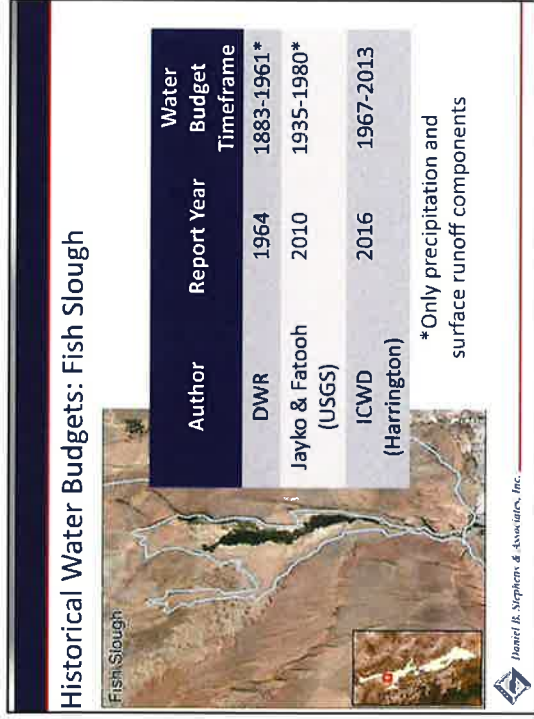 Historical Water Budgets: Fish Slough
Fish Slough
Author Report Year Water Budget Timeframe
DWR 1964 1883-1961*
Jayko & Fatooh (USGS) 2010 1935-1980*
ICWD (Harrington) 2016 1967-2013
*Only precipitation and
surface runoff components
Daniel B. Stephens & Associates, Inc.